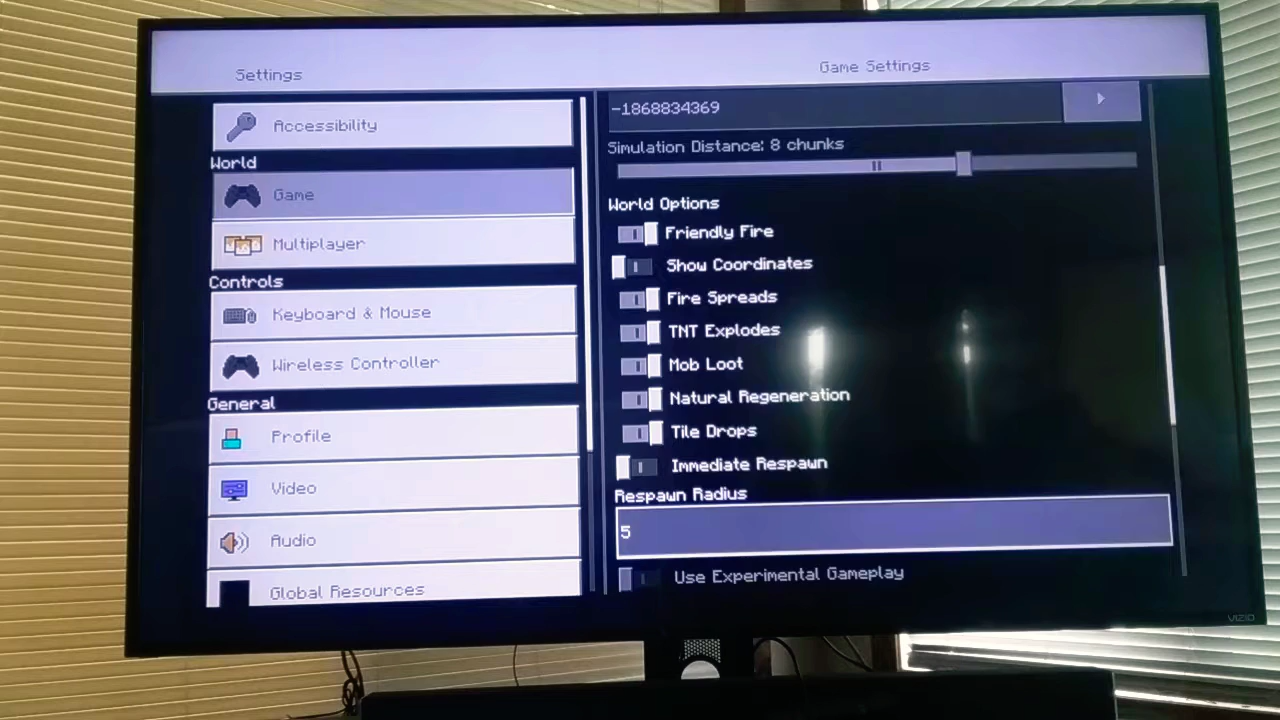 Settings
Game Settings
Accessibility
World
Game
Multiplayer
Controls
Keyboard & Mouse
Wireless Controller
General
Profile
Video
Audio
Global Resources
-1868834369
Simulation Distance: 8 chunks
World Options
Friendly Fire
Show Coordinates
Fire Spreads
TNT Explodes
Mob Loot
Natural Regeneration
Tile Drops
Immediate Respawn
Respawn Radius
5
Use Experimental Gameplay
VIZIO